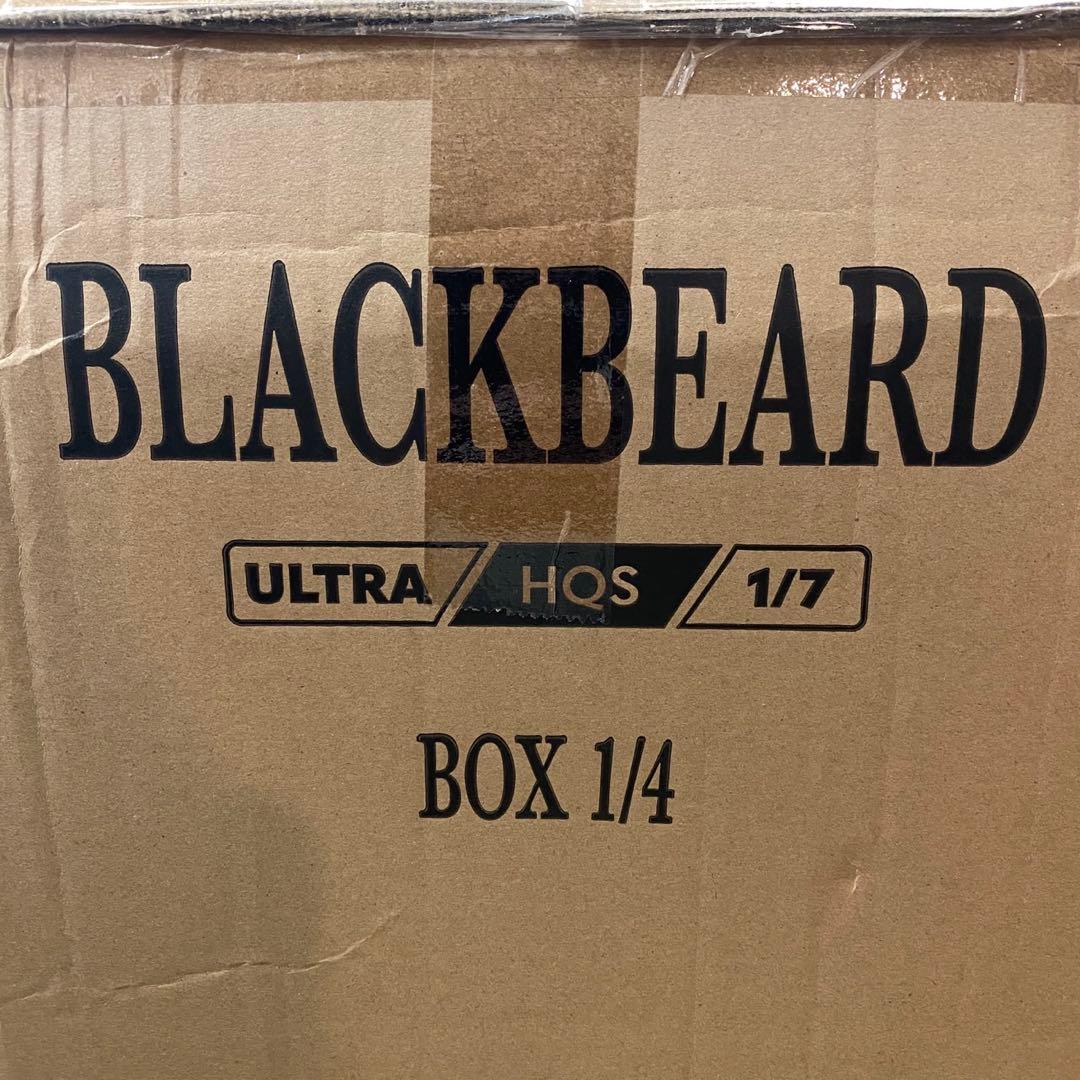 BLACKBEARD
ULTRA HQS 1/7
BOX 1/4